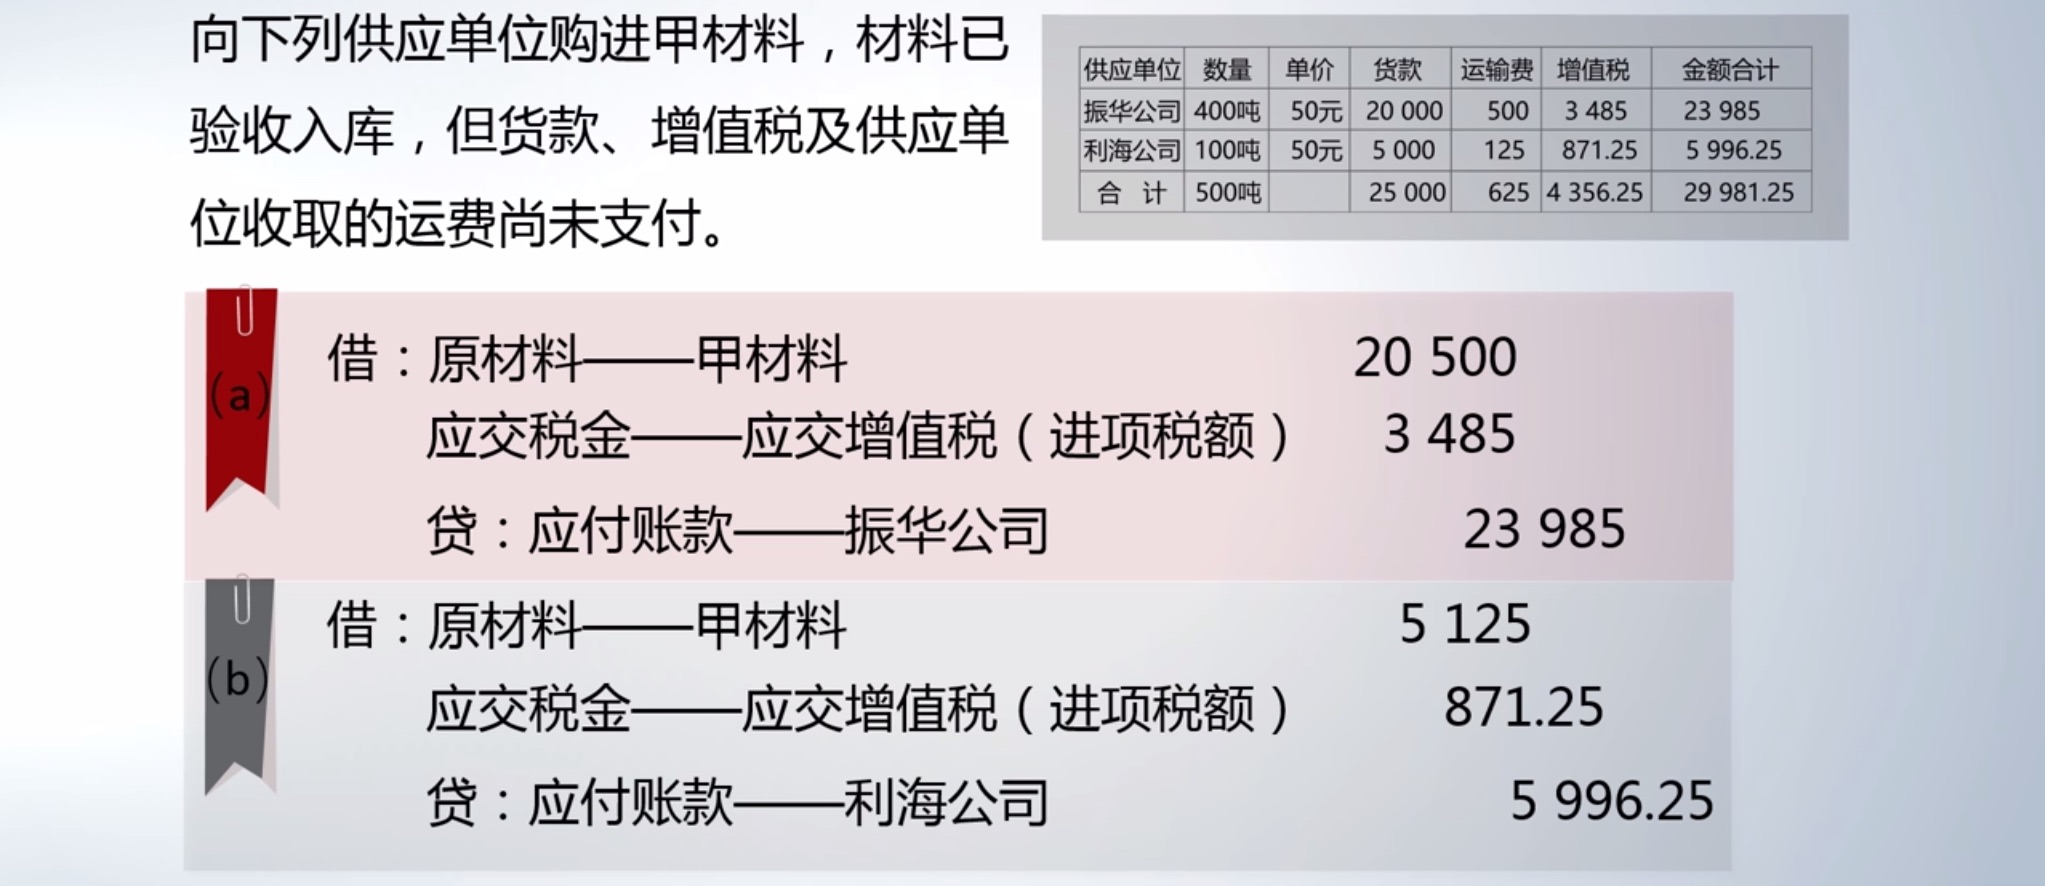 向下列供应单位购进甲材料，材料已
验收入库，但货款、增值税及供应单
位收取的运费尚未支付。
供应单位 数量 单价 货款 运输费 增值税 金额合计
振华公司 400吨 50元 20 000 500 3 485 23 985
利海公司 100吨 50元 5 000 125 871.25 5 996.25
合 计 500吨 25 000 625 4 356.25 29 981.25
(a)
借：原材料——甲材料 20 500
应交税金——应交增值税（进项税额） 3 485
贷：应付账款——振华公司 23 985
(b)
借：原材料——甲材料 5 125
应交税金——应交增值税（进项税额） 871.25
贷：应付账款——利海公司 5 996.25